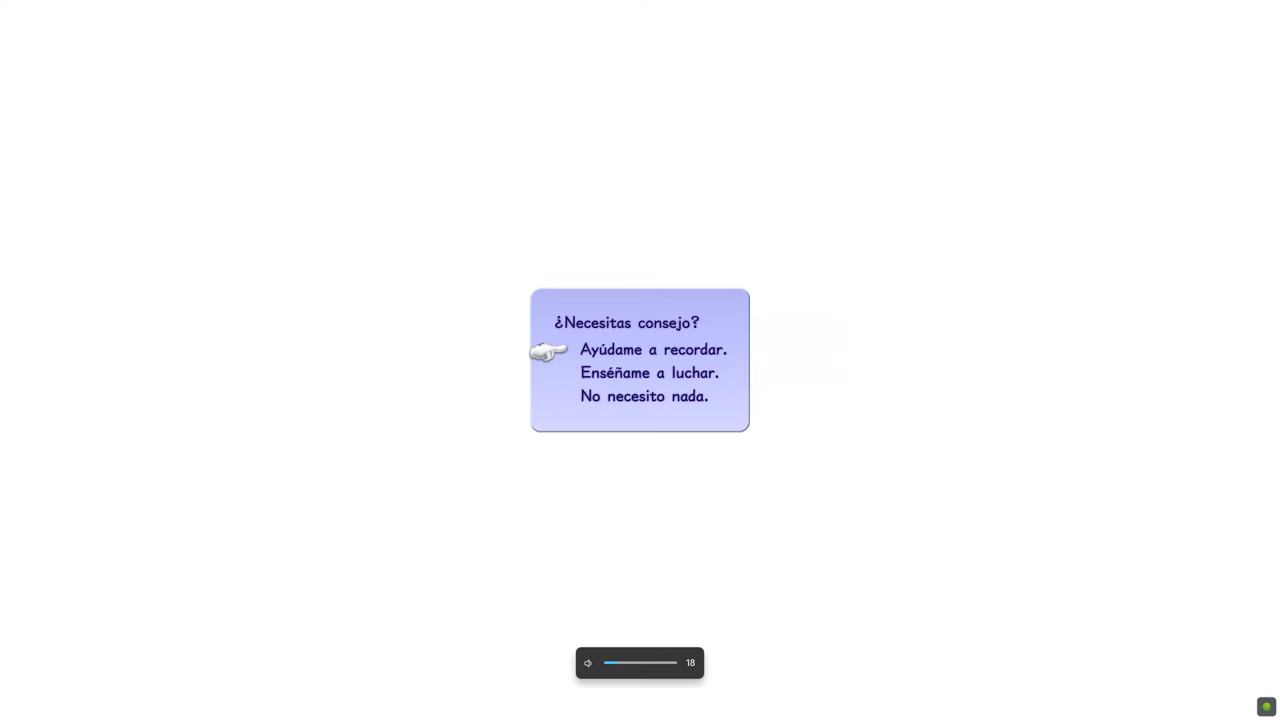 ¿Necesitas consejo?
Ayúdame a recordar.
Enséñame a luchar.
No necesito nada.
18